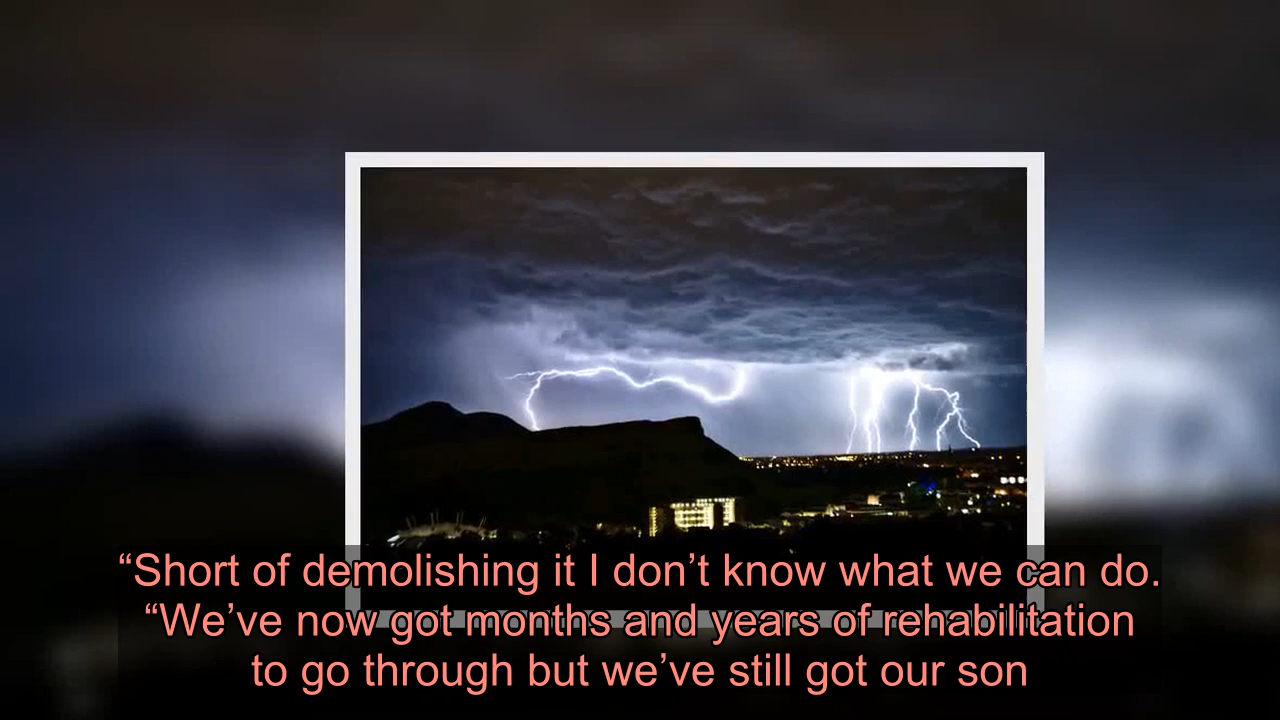 “Short of demolishing it I don’t know what we can do.
“We’ve now got months and years of rehabilitation
to go through but we’ve still got our son